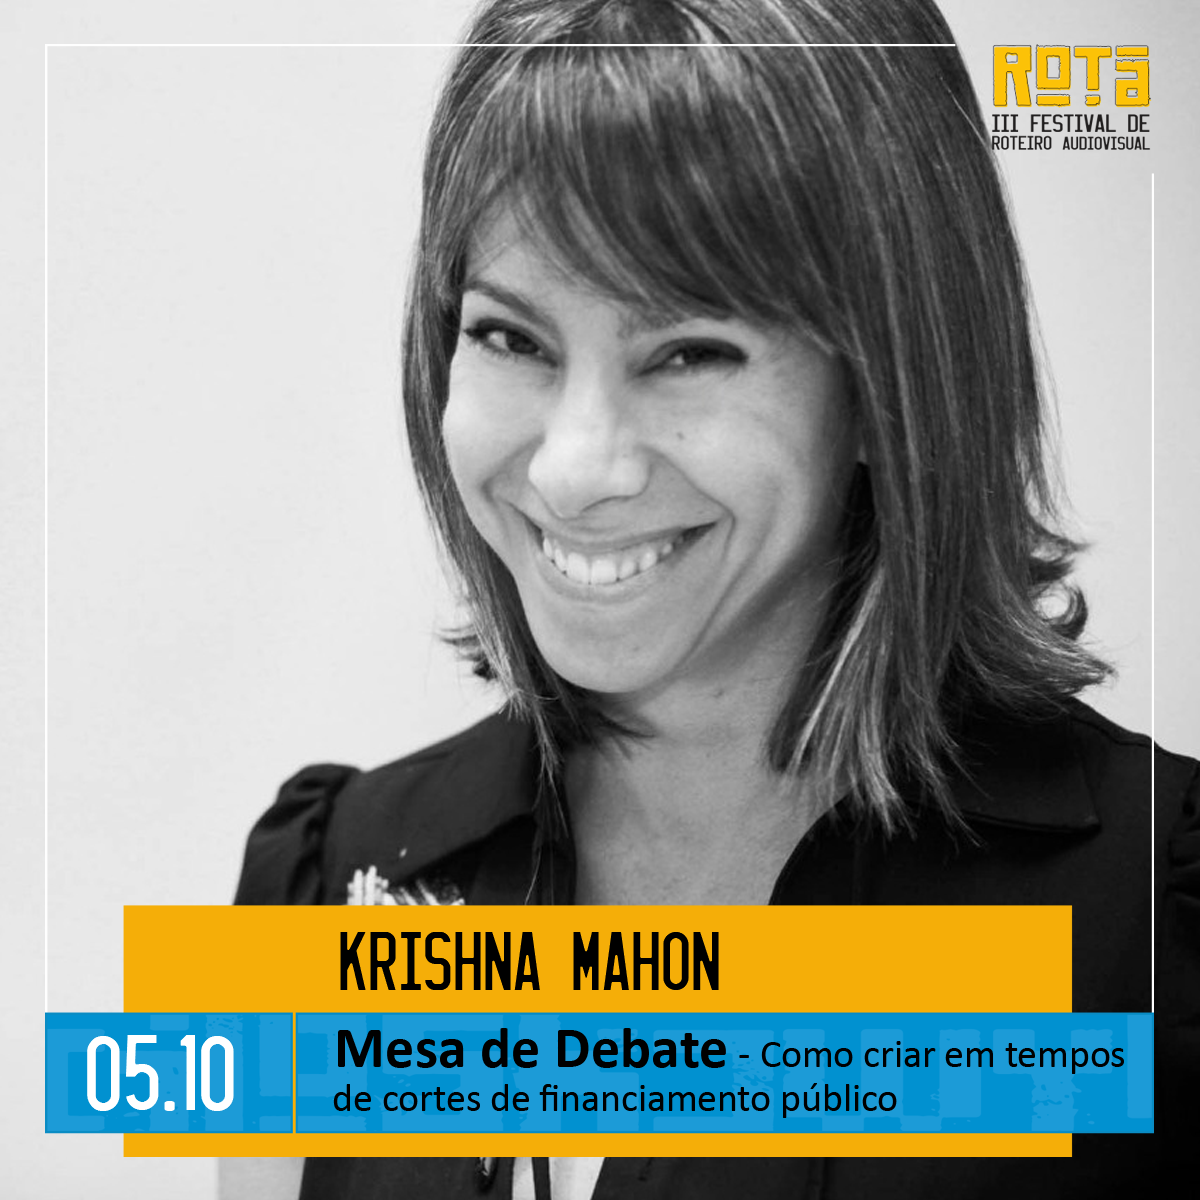 ROTA
III FESTIVAL DE
ROTEIRO AUDIOVISUAL
KRISHNA MAHON
05.10
Mesa de Debate - Como criar em tempos
de cortes de financiamento público